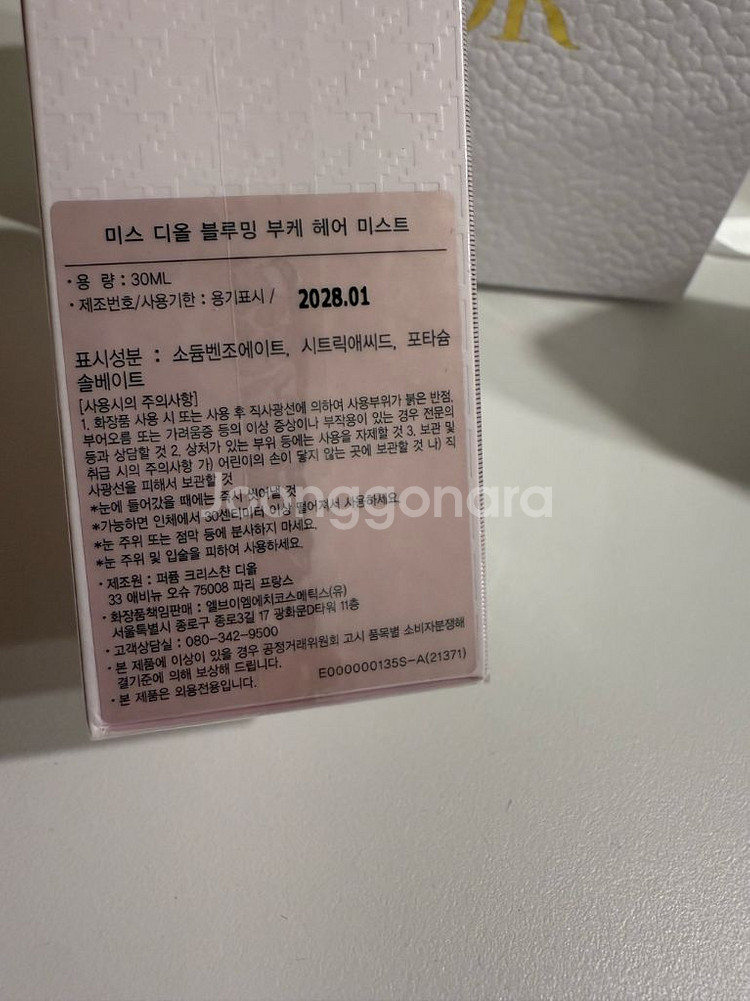 OR
미스 디올 블루밍 부케 헤어 미스트
·용 량 : 30ML
·제조번호/사용기한 : 용기표시 / 2028.01
표시성분 : 소듐벤조에이트, 시트릭애씨드, 포타슘
솔베이트
[사용시의 주의사항]
1. 화장품 사용 시 또는 사용 후 직사광선에 의하여 사용부위가 붉은 반점,
부어오름 또는 가려움증 등의 이상 증상이나 부작용이 있는 경우 전문의
등과 상담할 것 2. 상처가 있는 부위 등에는 사용을 자제할 것 3. 보관 및
취급 시의 주의사항 가) 어린이의 손이 닿지 않는 곳에 보관할 것 나) 직
사광선을 피해서 보관할 것
*눈에 들어갔을 때에는 즉시 씻어낼 것
*가능하면 인체에서 30센티미터 이상 떨어져서 사용하세요.
*눈 주위 또는 점막 등에 분사하지 마세요.
*눈 주위 및 입술을 피하여 사용하세요.
·제조원 : 퍼퓸 크리스챤 디올
33 애비뉴 오슈 75008 파리 프랑스
·화장품책임판매 : 엘브이엠에치코스메틱스(유)
서울특별시 종로구 종로3길 17 광화문D타워 11층
·고객상담실 : 080-342-9500
·본 제품에 이상이 있을 경우 공정거래위원회 고시 품목별 소비자분쟁해
결기준에 의해 보상해 드립니다.
·본 제품은 외용전용입니다.
E000000135S-A(21371)
Joonggonara